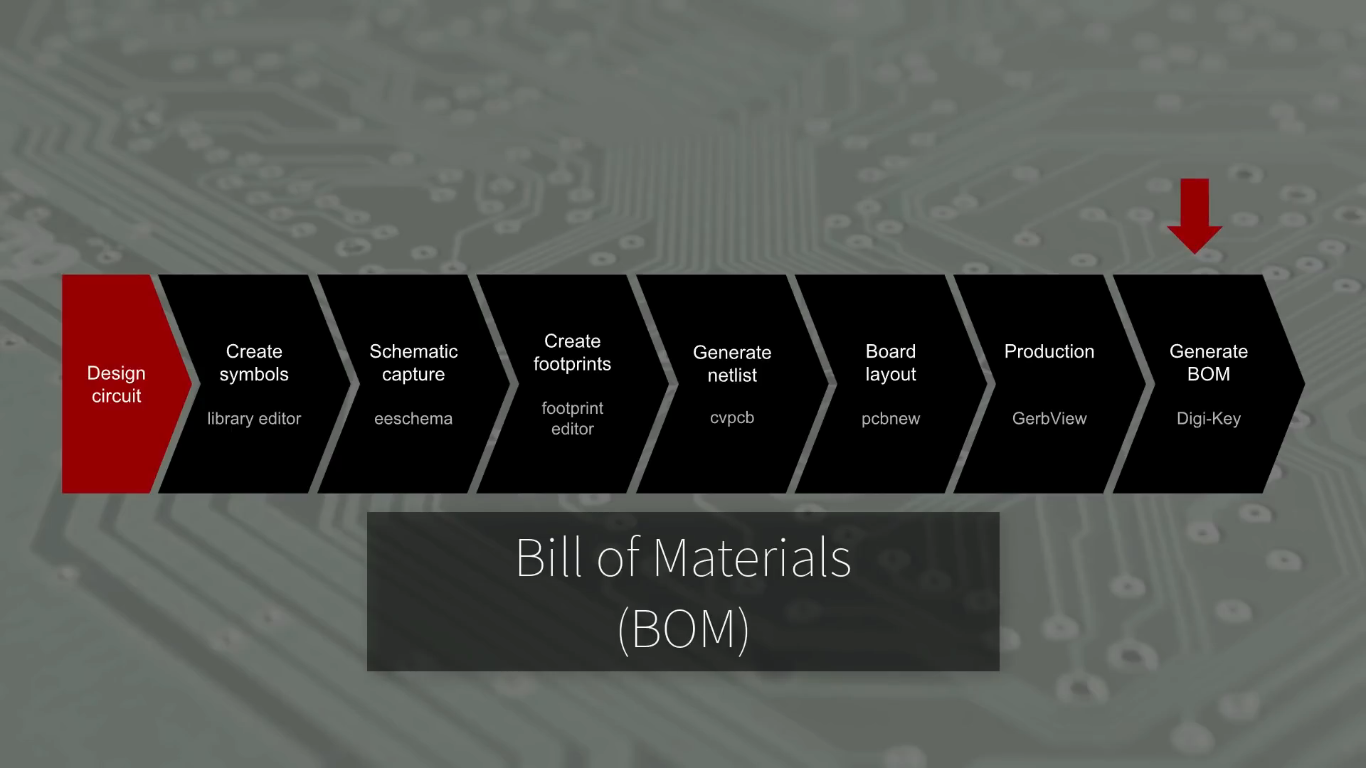 Design
circuit
Create
symbols
library editor
Schematic
capture
eeschema
Create
footprints
footprint
editor
Generate
netlist
cvpcb
Board
layout
pcbnew
Production
GerbView
Generate
BOM
Digi-Key
Bill of Materials
(BOM)